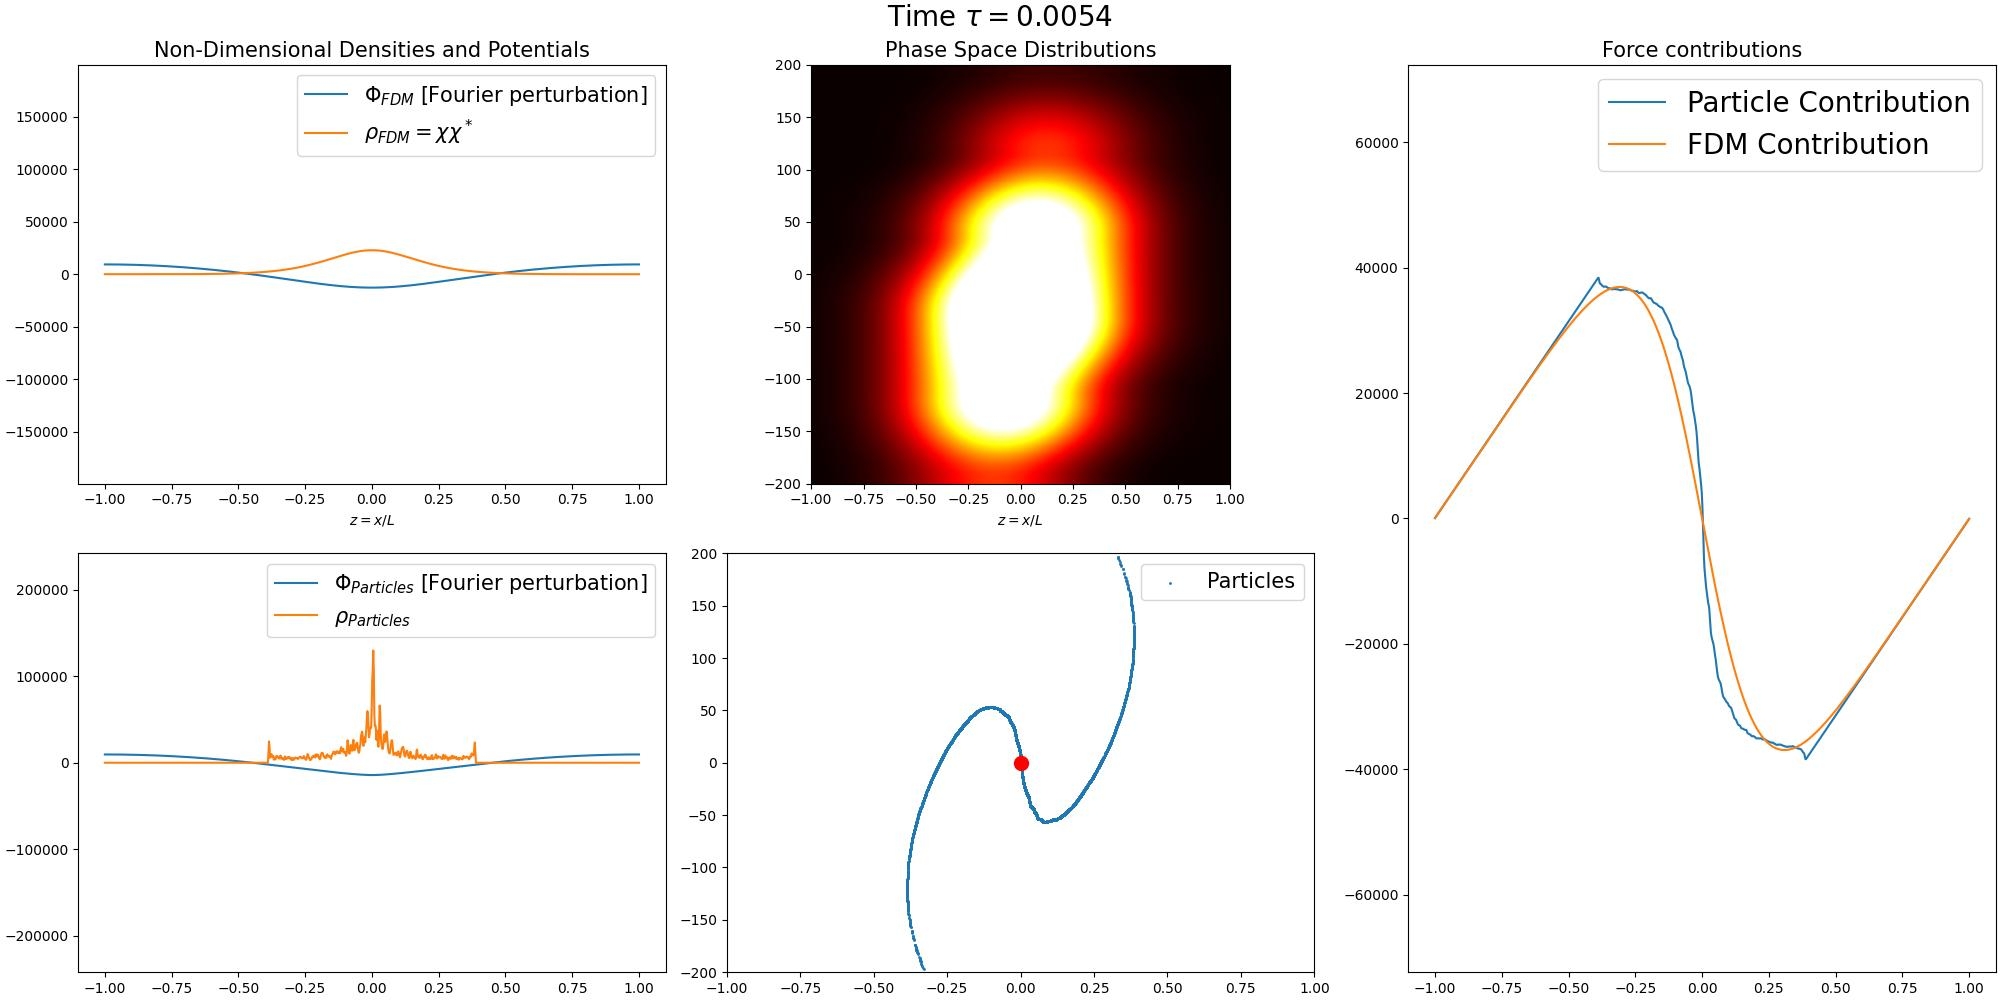 Time τ = 0.0054
Non-Dimensional Densities and Potentials
Φ_FDM [Fourier perturbation]
ρ_FDM = χχ*
150000
100000
50000
0
−50000
−100000
−150000
−1.00 −0.75 −0.50 −0.25 0.00 0.25 0.50 0.75 1.00
z = x/L
Phase Space Distributions
200
150
100
50
0
−50
−100
−150
−200
−1.00 −0.75 −0.50 −0.25 0.00 0.25 0.50 0.75 1.00
z = x/L
Force contributions
Particle Contribution
FDM Contribution
60000
40000
20000
0
−20000
−40000
−60000
−1.00 −0.75 −0.50 −0.25 0.00 0.25 0.50 0.75 1.00
Φ_Particles [Fourier perturbation]
ρ_Particles
200000
100000
0
−100000
−200000
−1.00 −0.75 −0.50 −0.25 0.00 0.25 0.50 0.75 1.00
Particles
200
150
100
50
0
−50
−100
−150
−200
−1.00 −0.75 −0.50 −0.25 0.00 0.25 0.50 0.75 1.00